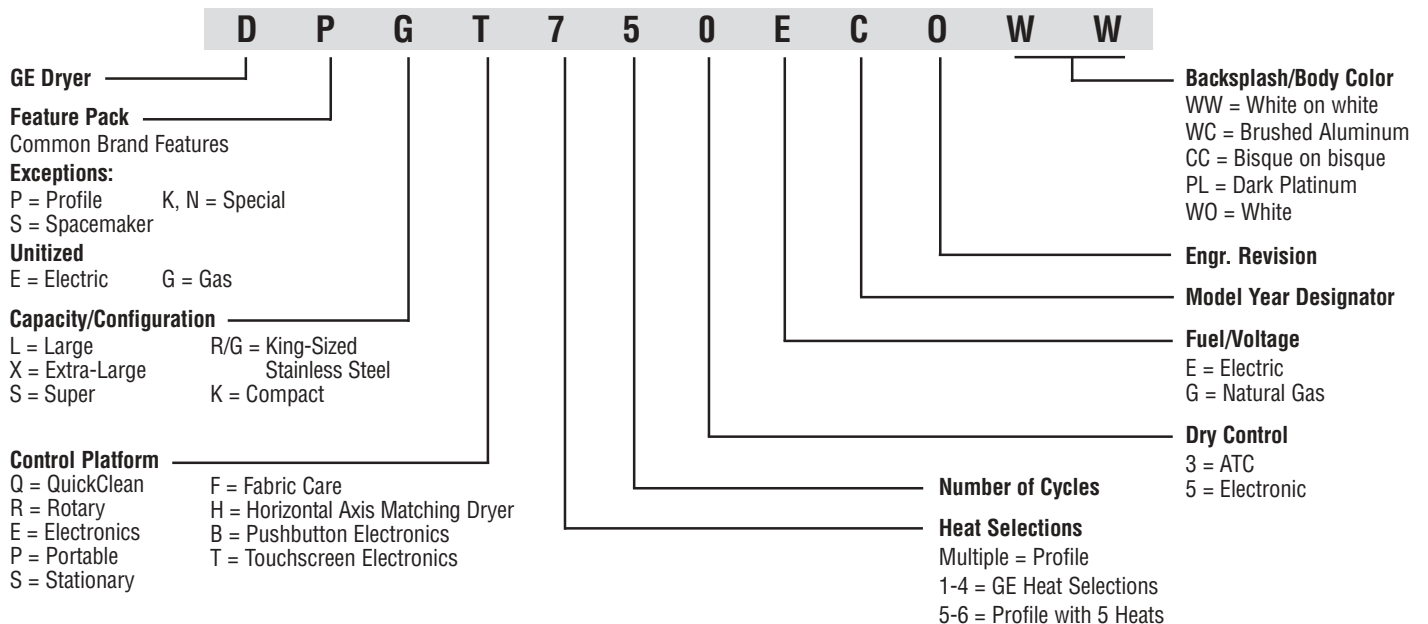 D P G T 7 5 0 E C 0 W W
GE Dryer
Feature Pack
Common Brand Features
Exceptions:
P = Profile K, N = Special
S = Spacemaker
Unitized
E = Electric G = Gas
Capacity/Configuration
L = Large R/G = King-Sized
X = Extra-Large Stainless Steel
S = Super K = Compact
Control Platform
Q = QuickClean F = Fabric Care
R = Rotary H = Horizontal Axis Matching Dryer
E = Electronics B = Pushbutton Electronics
P = Portable T = Touchscreen Electronics
S = Stationary
Number of Cycles
Heat Selections
Multiple = Profile
1-4 = GE Heat Selections
5-6 = Profile with 5 Heats
Backsplash/Body Color
WW = White on white
WC = Brushed Aluminum
CC = Bisque on bisque
PL = Dark Platinum
WO = White
Engr. Revision
Model Year Designator
Fuel/Voltage
E = Electric
G = Natural Gas
Dry Control
3 = ATC
5 = Electronic